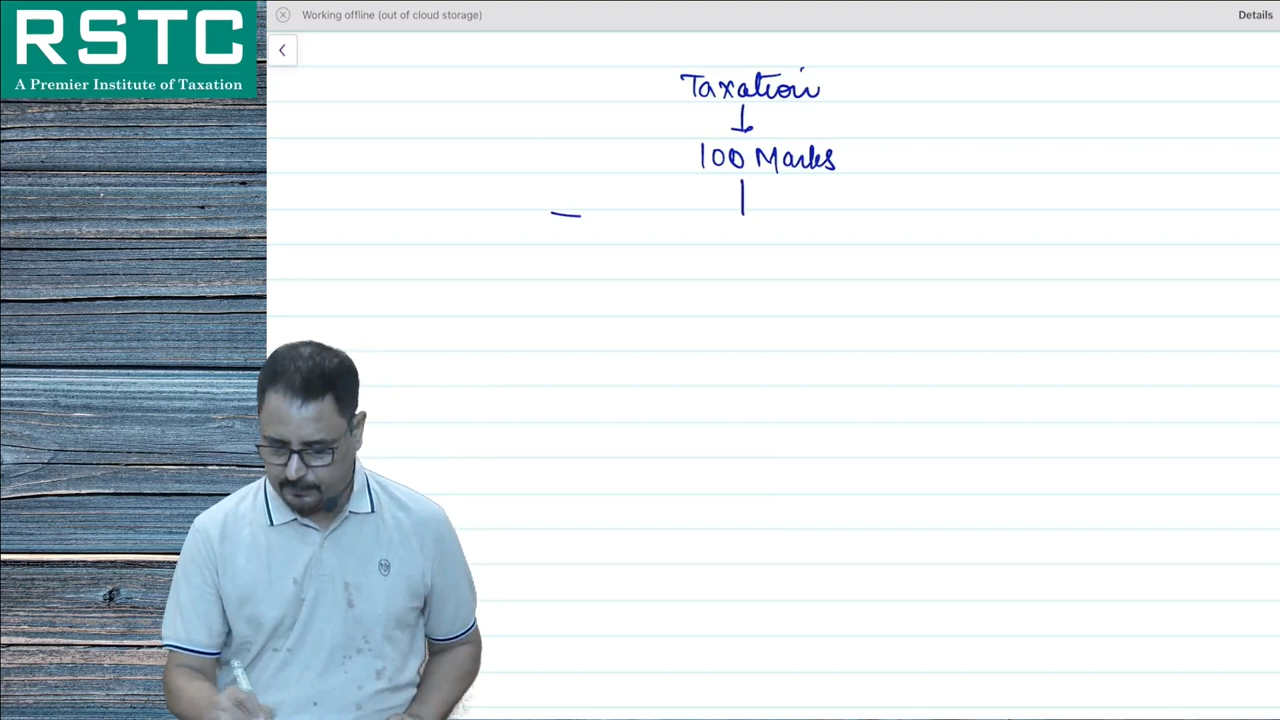 RSTC
A Premier Institute of Taxation
Working offline (out of cloud storage)
Details
Taxation
100 Marks